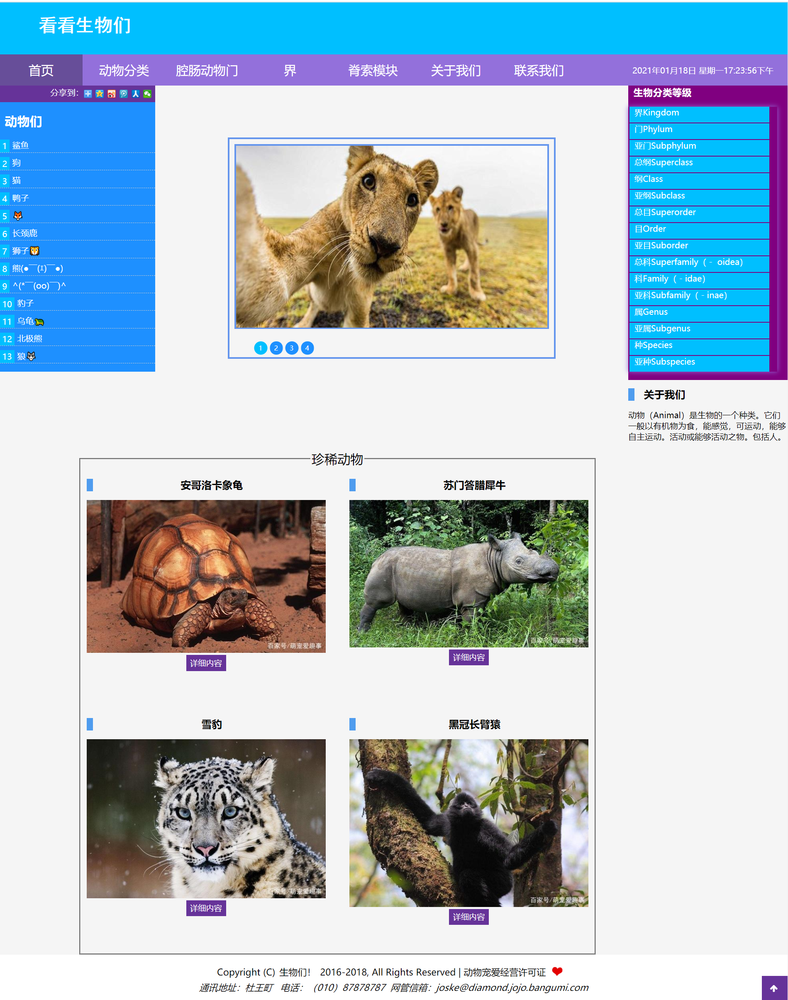 看看生物们
首页 动物分类 腔肠动物门 界 脊索模块 关于我们 联系我们 2021年01月18日 星期一17:23:56下午
分享到：
动物们
1 鲨鱼
2 狗
3 猫
4 鸭子
5 🦊
6 长颈鹿
7 狮子🦁
8 熊(●￣(ｴ)￣●)
9 ^(*￣(oo)￣)^
10 豹子
11 乌龟🐢
12 北极熊
13 狼🐺
1 2 3 4
生物分类等级
界Kingdom
门Phylum
亚门Subphylum
总纲Superclass
纲Class
亚纲Subclass
总目Superorder
目Order
亚目Suborder
总科Superfamily（﹣ oidea）
科Family（﹣idae）
亚科Subfamily（﹣inae）
属Genus
亚属Subgenus
种Species
亚种Subspecies
关于我们
动物（Animal）是生物的一个种类。它们
一般以有机物为食，能感觉，可运动，能够
自主运动。活动或能够活动之物。包括人。
珍稀动物
安哥洛卡象龟
百家号/萌宠爱趣事
详细内容
苏门答腊犀牛
百家号/萌宠爱趣事
详细内容
雪豹
百家号/萌宠爱趣事
详细内容
黑冠长臂猿
百家号/萌宠爱趣事
详细内容
Copyright (C) 生物们！ 2016-2018, All Rights Reserved | 动物宠爱经营许可证 ❤
通讯地址：杜王町 电话：（010）87878787 网管信箱：joske@diamond.jojo.bangumi.com